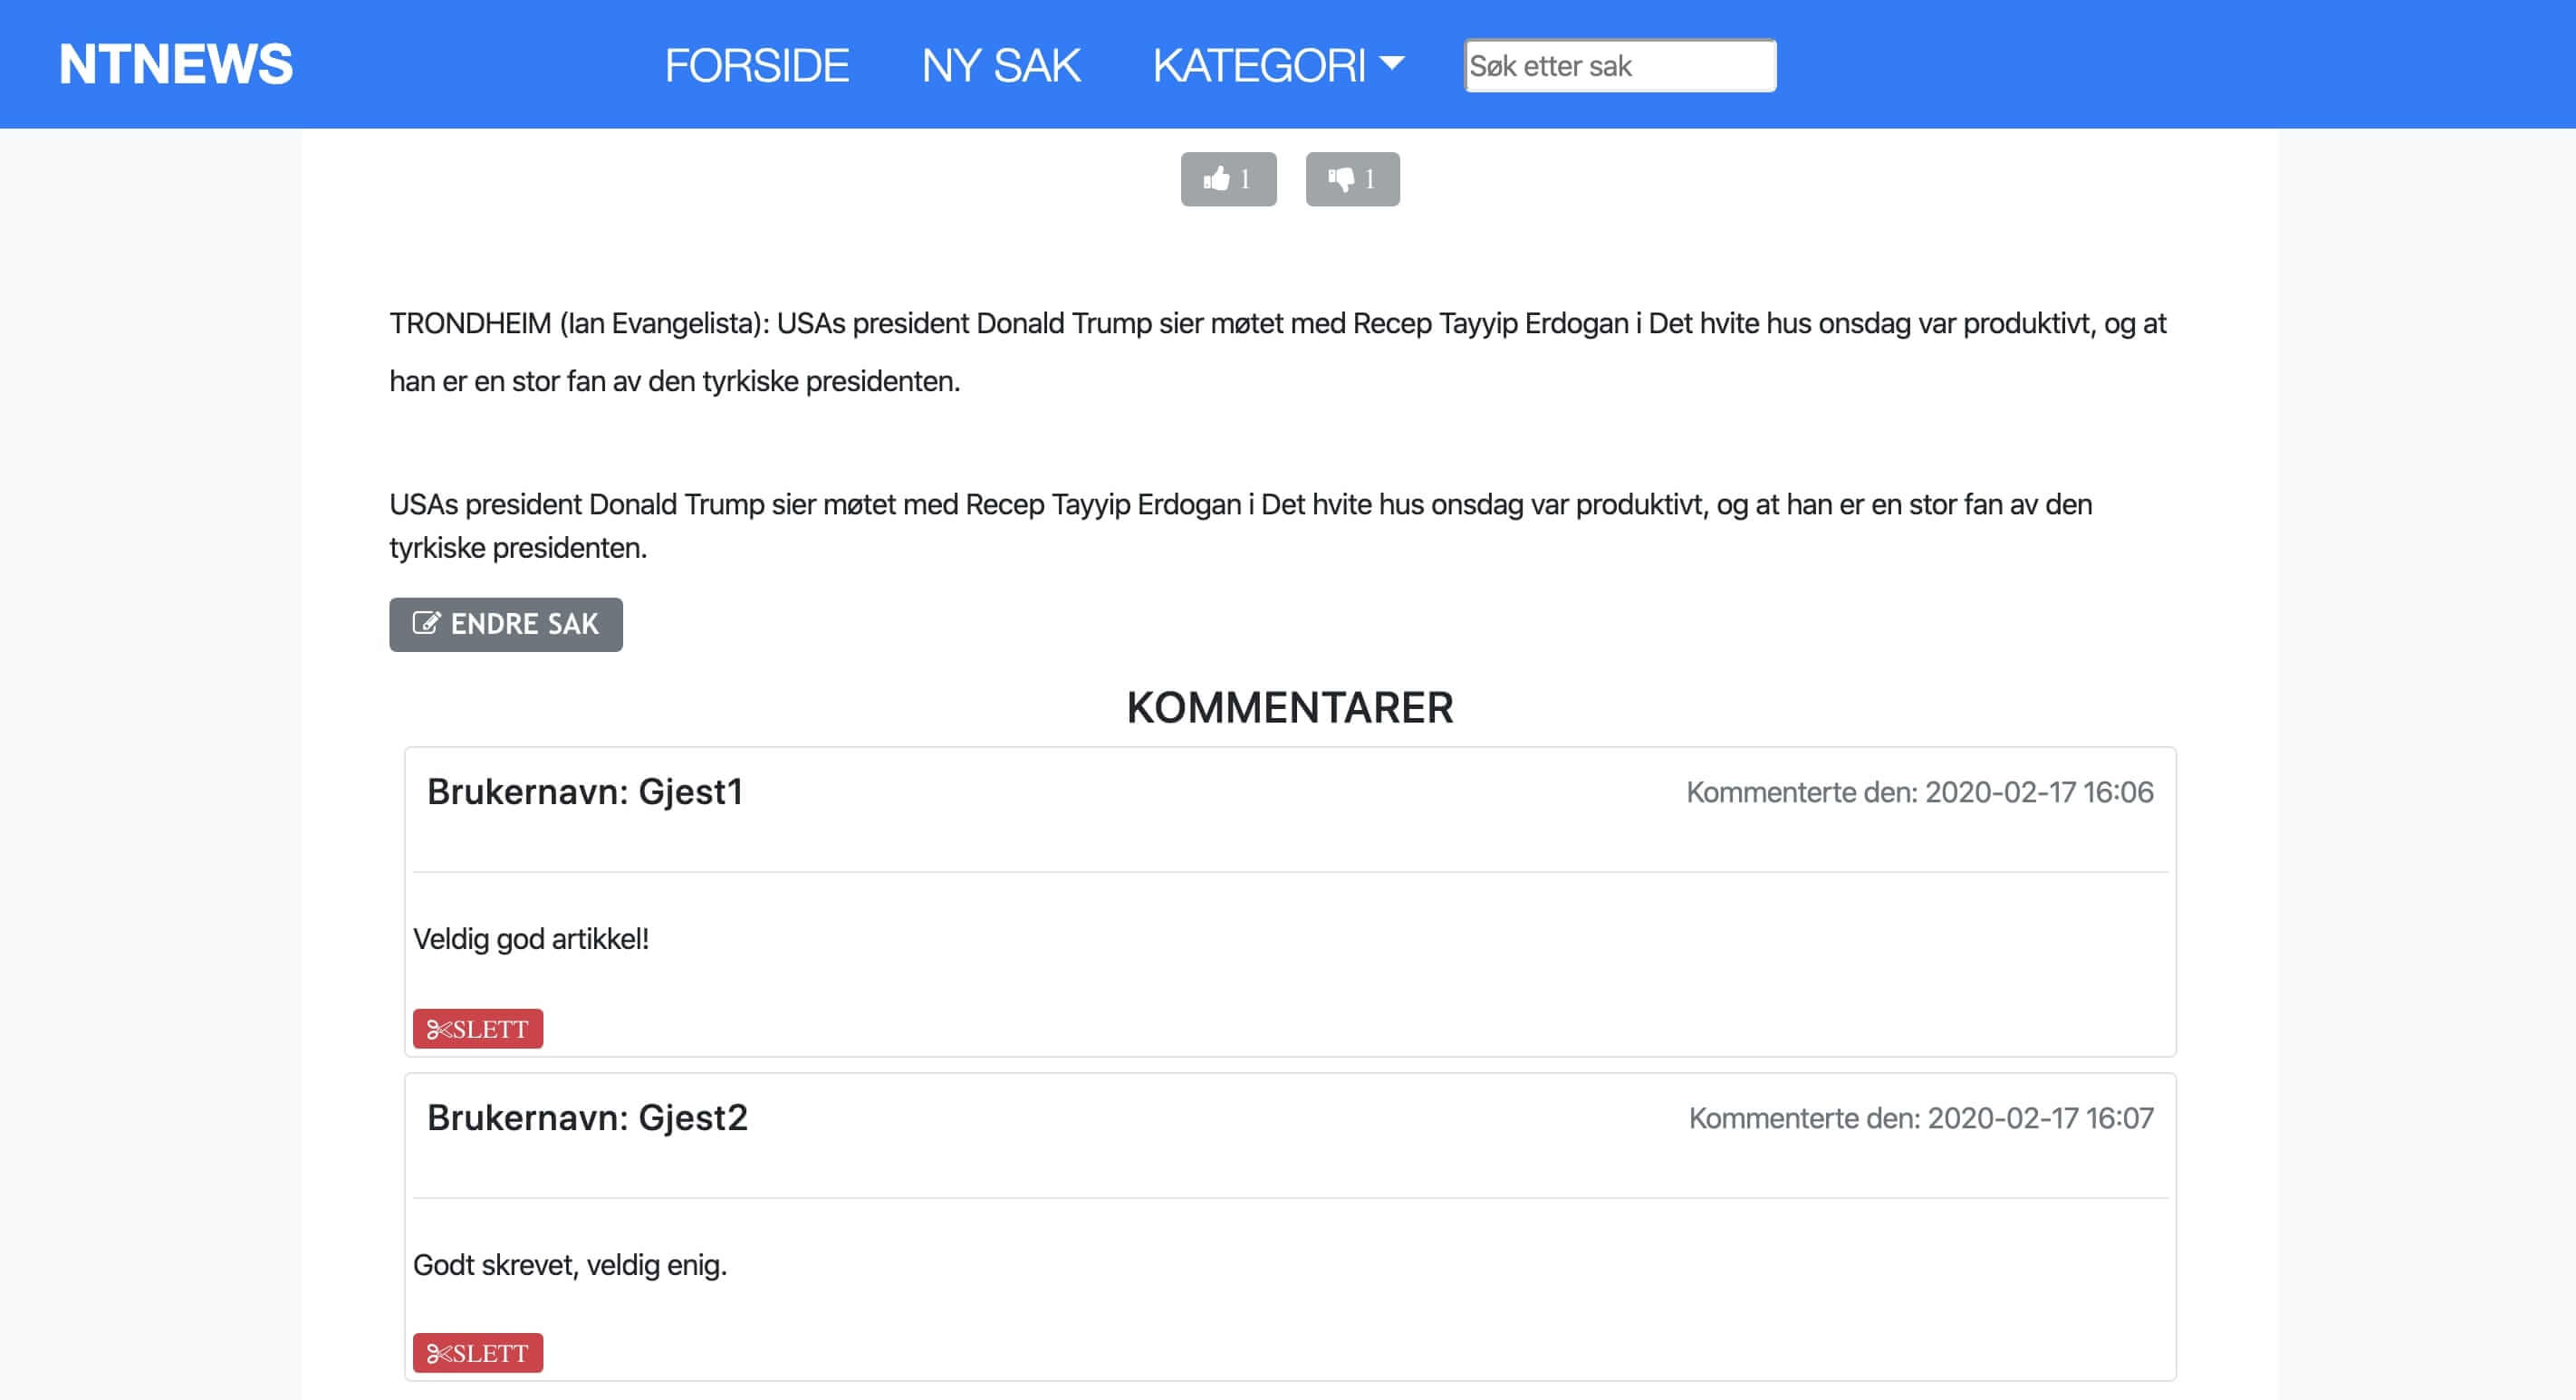 NTNEWS FORSIDE NY SAK KATEGORI Søk etter sak
1 1
TRONDHEIM (Ian Evangelista): USAs president Donald Trump sier møtet med Recep Tayyip Erdogan i Det hvite hus onsdag var produktivt, og at
han er en stor fan av den tyrkiske presidenten.
USAs president Donald Trump sier møtet med Recep Tayyip Erdogan i Det hvite hus onsdag var produktivt, og at han er en stor fan av den
tyrkiske presidenten.
ENDRE SAK
KOMMENTARER
Brukernavn: Gjest1 Kommenterte den: 2020-02-17 16:06
Veldig god artikkel!
SLETT
Brukernavn: Gjest2 Kommenterte den: 2020-02-17 16:07
Godt skrevet, veldig enig.
SLETT